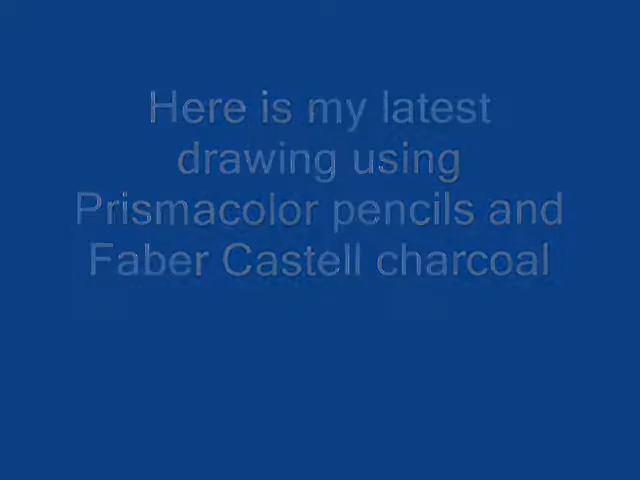 Here is my latest
drawing using
Prismacolor pencils and
Faber Castell charcoal